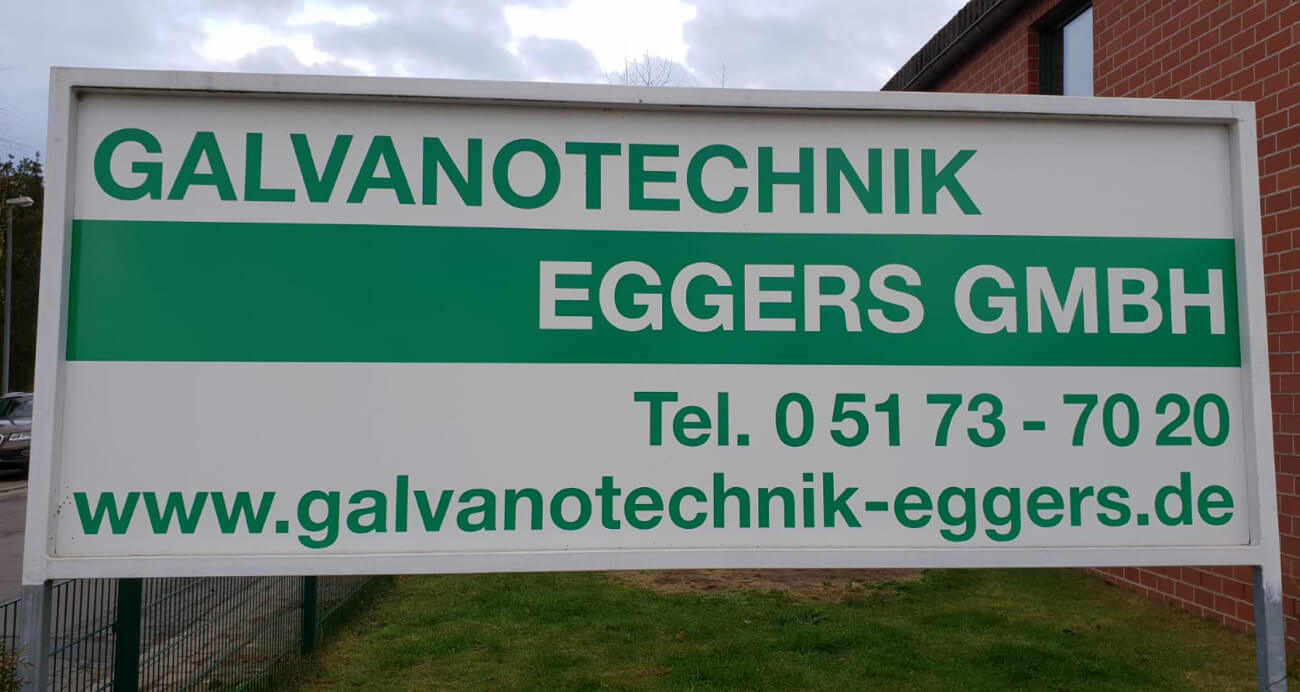 GALVANOTECHNIK
EGGERS GMBH
Tel. 0 51 73 - 70 20
www.galvanotechnik-eggers.de